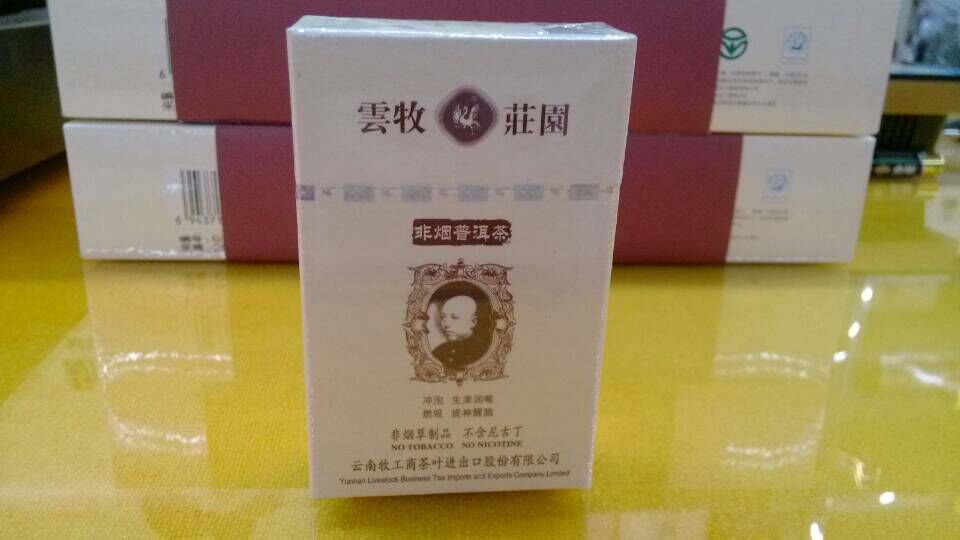 雲牧 莊園
非烟普洱茶
冲泡 生津润喉
燃吸 提神醒脑
非烟草制品 不含尼古丁
NO TOBACCO NO NICOTINE
云南牧工商茶叶进出口股份有限公司
Yunnan Livestock Business Tea Imports and Exports Company,Limited